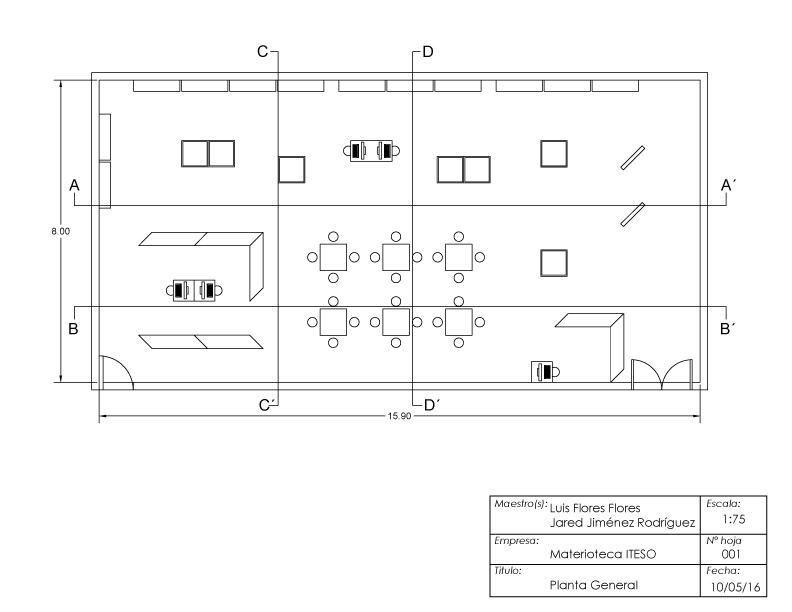 C D
A A´
8.00
B B´
C´ D´
15.90
Maestro(s): Luis Flores Flores
Jared Jiménez Rodríguez
Escala:
1:75
Empresa:
Materioteca ITESO
Nº hoja
001
Título:
Planta General
Fecha:
10/05/16